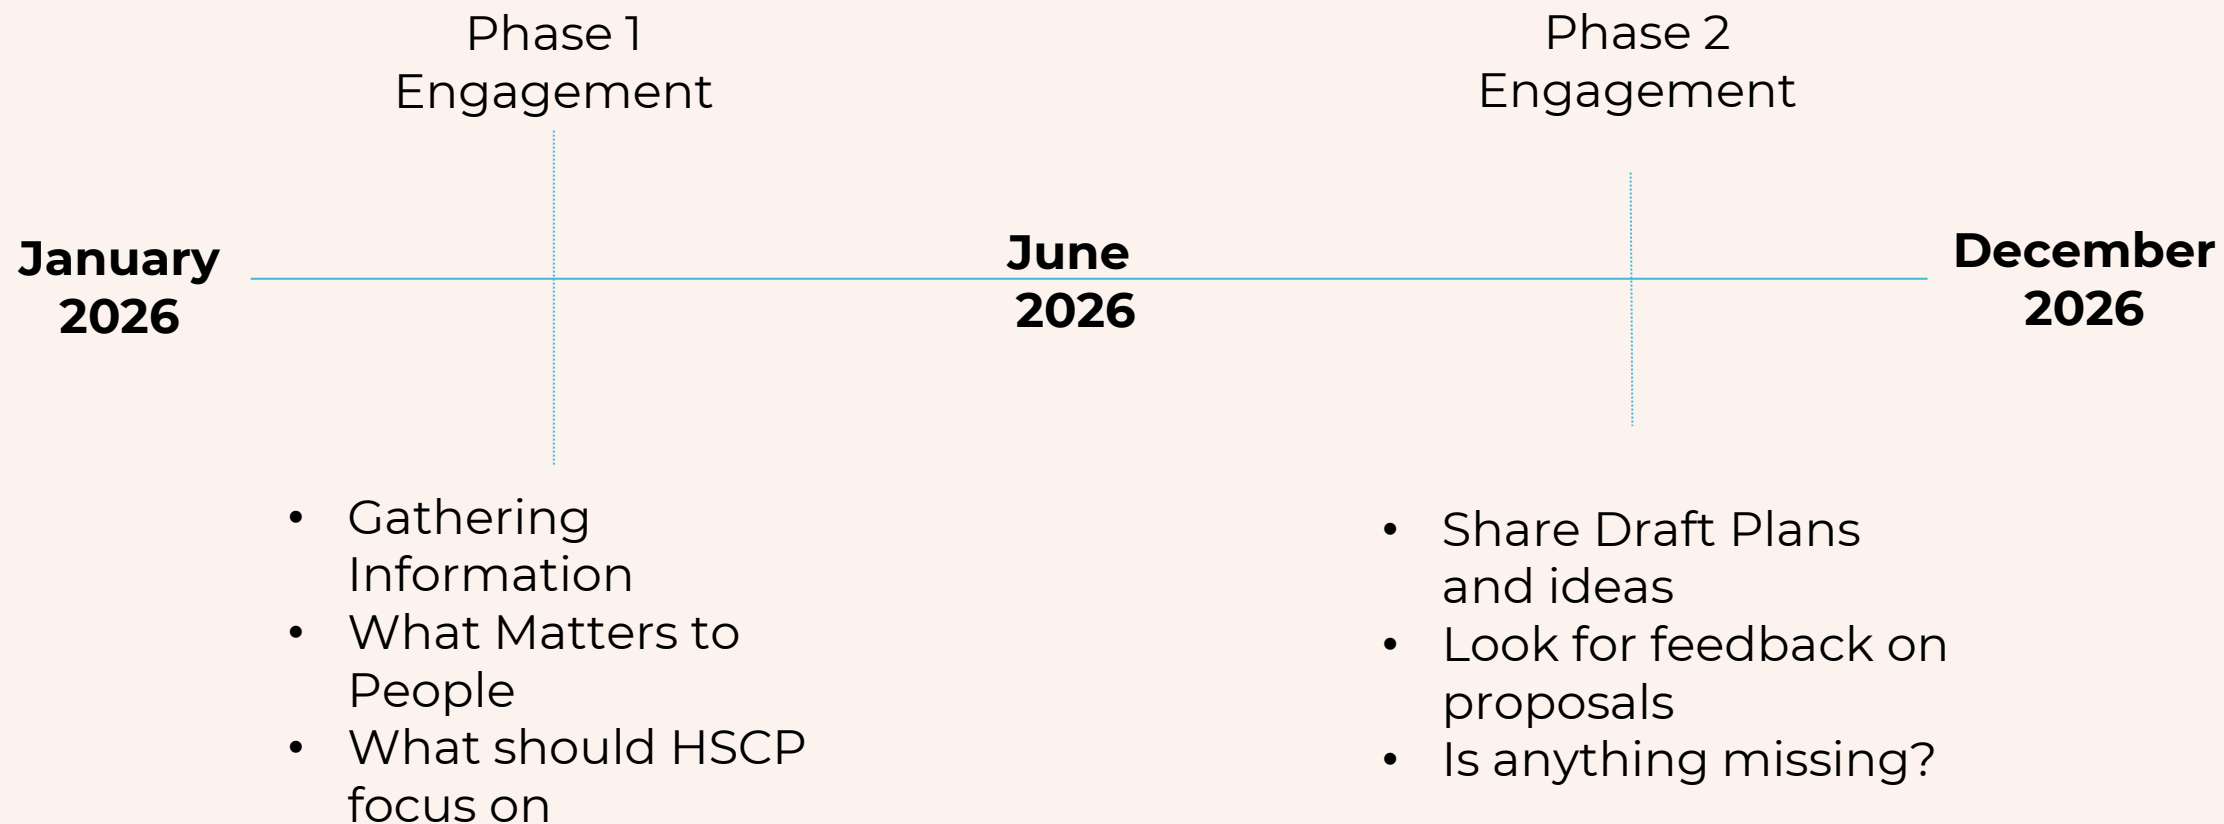 Phase 1
Engagement
Phase 2
Engagement
January
2026
June
2026
December
2026
• Gathering
Information
• What Matters to
People
• What should HSCP
focus on
• Share Draft Plans
and ideas
• Look for feedback on
proposals
• Is anything missing?